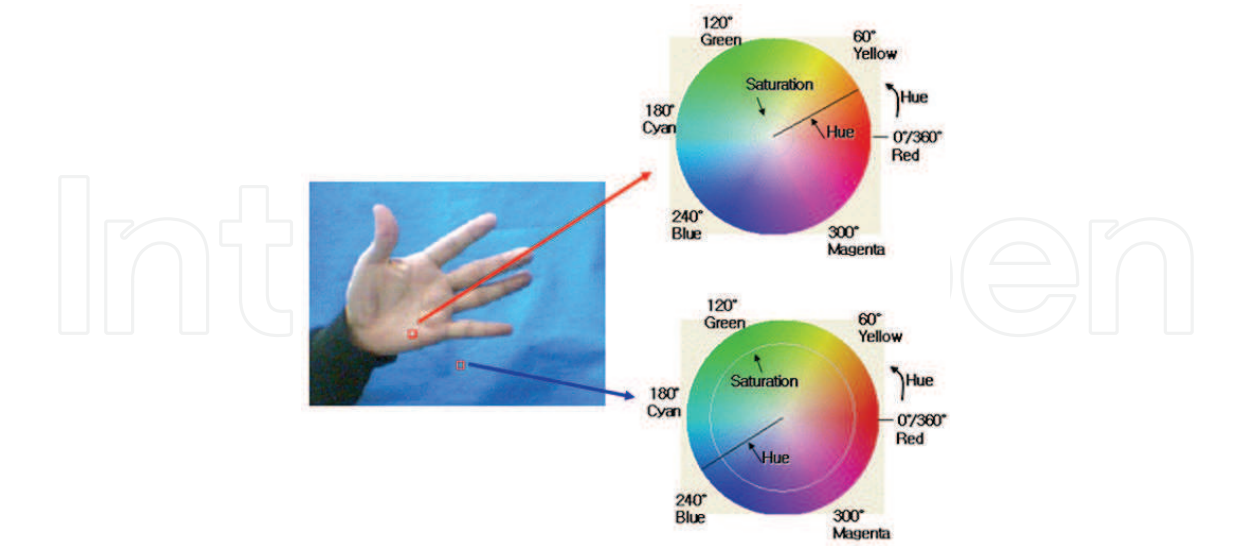 120°
Green
60°
Yellow
Saturation
Hue
180°
Cyan
Hue
0°/360°
Red
240°
Blue
300°
Magenta
120°
Green
60°
Yellow
Saturation
Hue
180°
Cyan
0°/360°
Red
Hue
240°
Blue
300°
Magenta